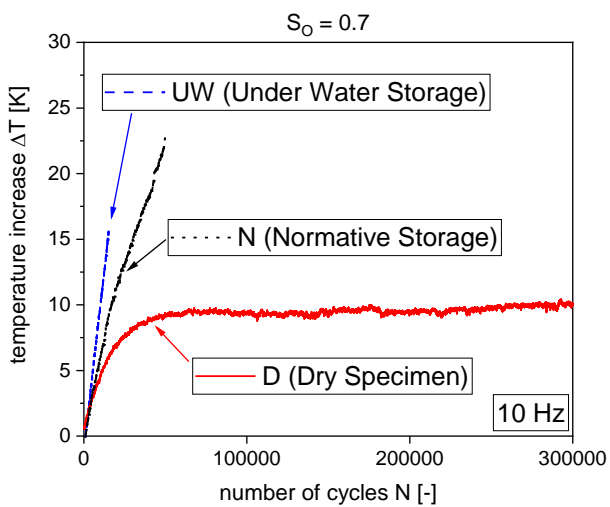 S_O = 0.7
temperature increase ΔT [K]
30
25
20
15
10
5
0
UW (Under Water Storage)
N (Normative Storage)
D (Dry Specimen)
10 Hz
0
100000
200000
300000
number of cycles N [-]